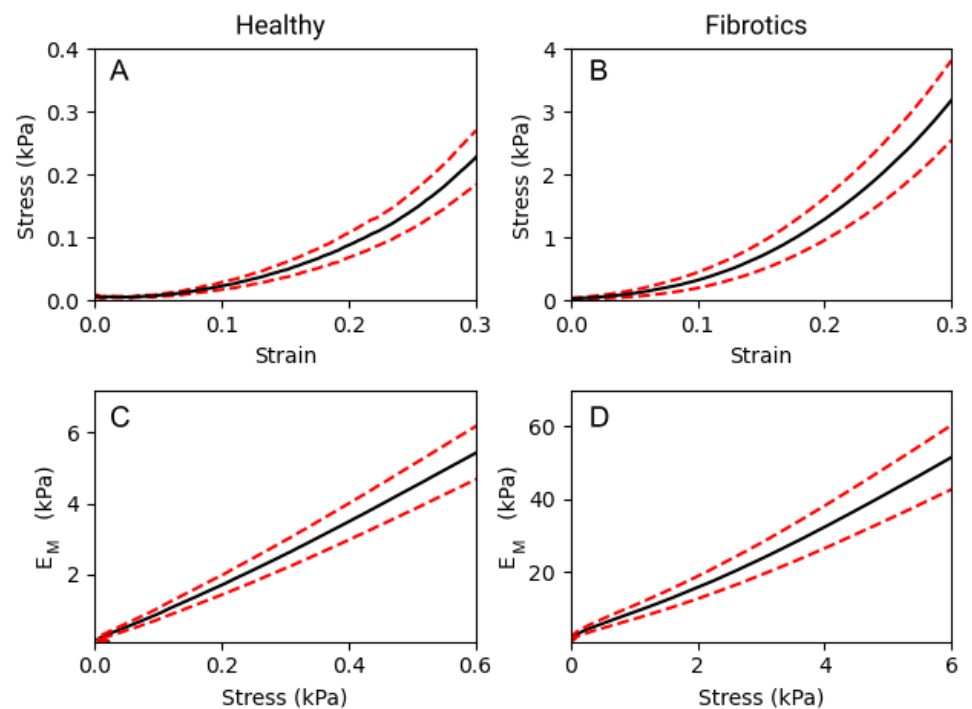 Healthy
Fibrotics
A
Stress (kPa)
0.4
0.3
0.2
0.1
0.0
0.0 0.1 0.2 0.3
Strain
B
Stress (kPa)
4
3
2
1
0
0.0 0.1 0.2 0.3
Strain
C
E_M (kPa)
6
4
2
0.0 0.2 0.4 0.6
Stress (kPa)
D
E_M (kPa)
60
40
20
0 2 4 6
Stress (kPa)